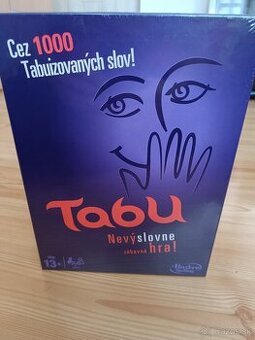 Cez 1000
Tabuizovaných slov!
Tabu
Nevýslovne
zábavná hra!
13+
Hasbro
Gaming